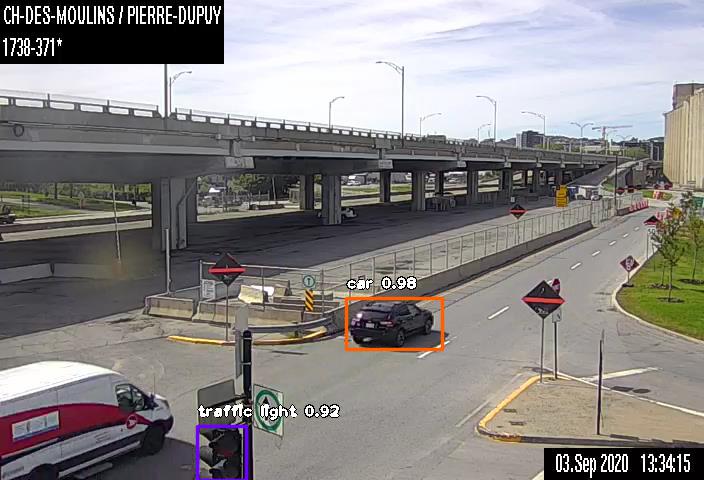 CH-DES-MOULINS / PIERRE-DUPUY
1738-371*
car 0.98
traffic light 0.92
03.Sep 2020 13:34:15